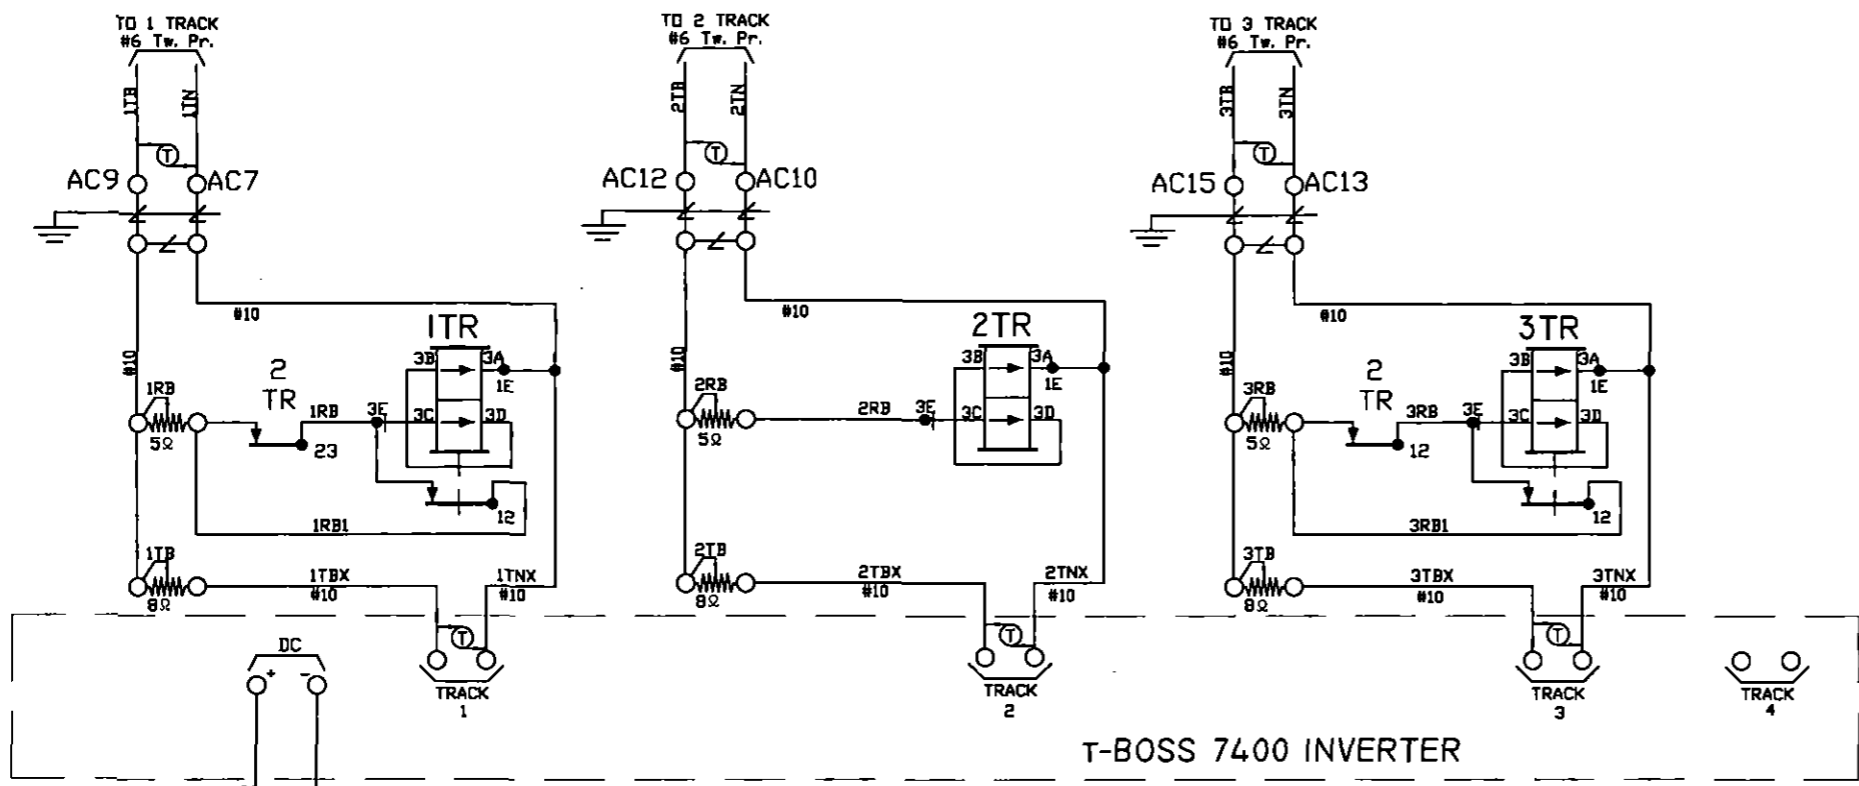 TO 1 TRACK
#6 Tw. Pr.
1TB
1TN
T
AC9
AC7
#10
#10
1TR
3B
3A
1E
1RB
2
TR
1RB
3E
3C
3D
5Ω
23
12
1RB1
1TB
1TBX
1TNX
8Ω
#10
#10
T
TRACK
1
TO 2 TRACK
#6 Tw. Pr.
2TB
2TN
T
AC12
AC10
#10
#10
2TR
3B
3A
1E
2RB
2RB
3E
3C
3D
5Ω
2TB
2TBX
2TNX
8Ω
#10
#10
T
TRACK
2
TO 3 TRACK
#6 Tw. Pr.
3TB
3TN
T
AC15
AC13
#10
#10
3TR
3B
3A
1E
3RB
2
TR
3RB
3E
3C
3D
5Ω
12
12
3RB1
3TB
3TBX
3TNX
8Ω
#10
#10
T
TRACK
3
TRACK
4
DC
+ -
T-BOSS 7400 INVERTER